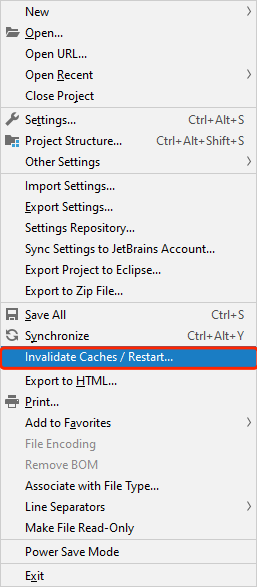 New
Open...
Open URL...
Open Recent
Close Project
Settings... Ctrl+Alt+S
Project Structure... Ctrl+Alt+Shift+S
Other Settings
Import Settings...
Export Settings...
Settings Repository...
Sync Settings to JetBrains Account...
Export Project to Eclipse...
Export to Zip File...
Save All Ctrl+S
Synchronize Ctrl+Alt+Y
Invalidate Caches / Restart...
Export to HTML...
Print...
Add to Favorites
File Encoding
Remove BOM
Associate with File Type...
Line Separators
Make File Read-Only
Power Save Mode
Exit